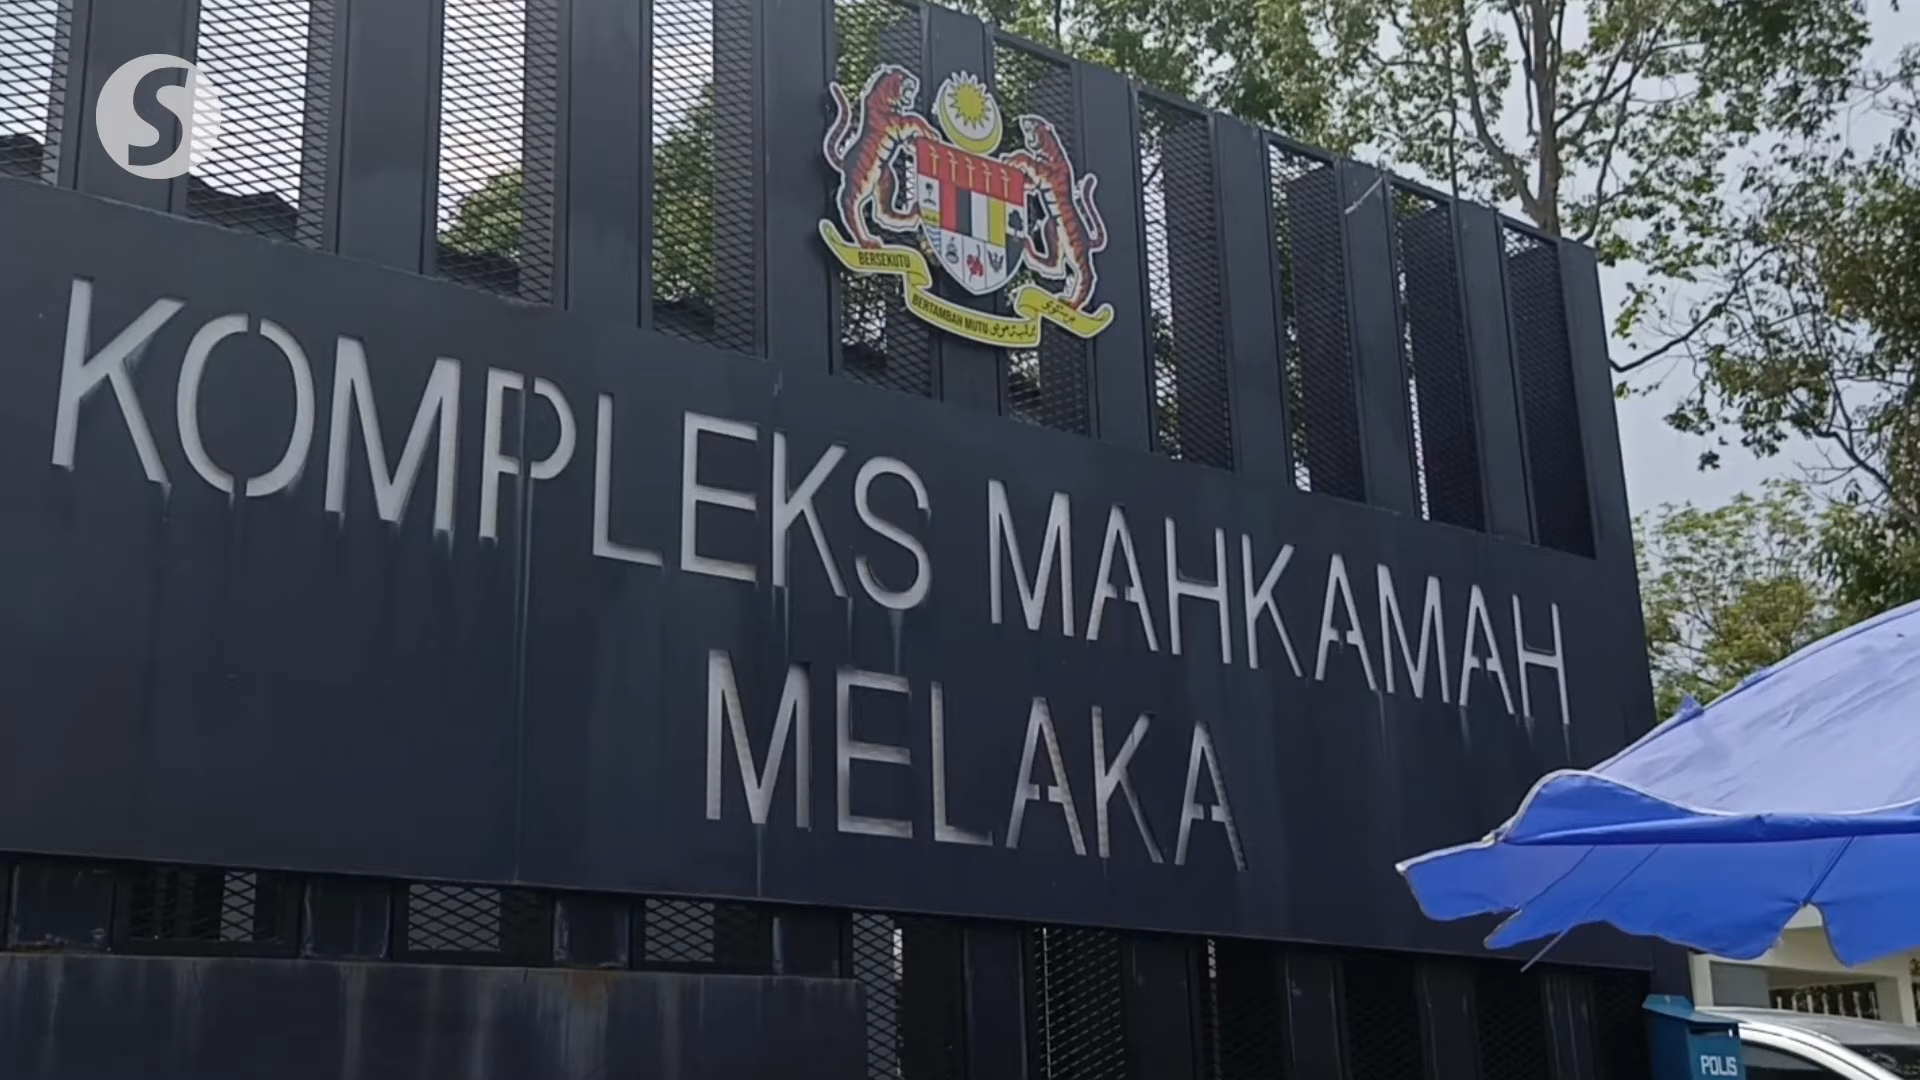 S
BERSEKUTU
BERTAMBAH MUTU
KOMPLEKS MAHKAMAH
MELAKA
POLIS